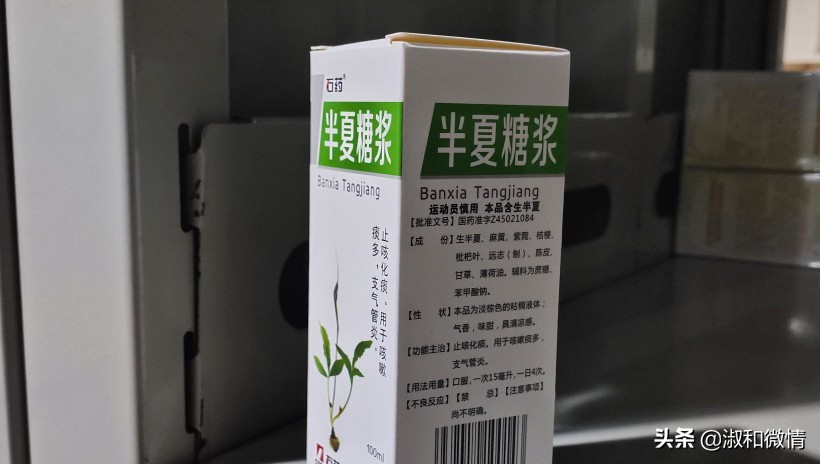 石药®
半夏糖浆
Banxia Tangjiang
止咳化痰。用于咳嗽
痰多，支气管炎。
100ml
石药
半夏糖浆
Banxia Tangjiang
运动员慎用 本品含生半夏
【批准文号】国药准字Z45021084
【成 份】生半夏、麻黄、紫菀、桔梗、
枇杷叶、远志（制）、陈皮、
甘草、薄荷油。辅料为蔗糖、
苯甲酸钠。
【性 状】本品为淡棕色的粘稠液体；
气香，味甜，具清凉感。
【功能主治】止咳化痰。用于咳嗽痰多，
支气管炎。
【用法用量】口服，一次15毫升，一日4次。
【不良反应】【禁 忌】【注意事项】
尚不明确。
头条 @淑和微情